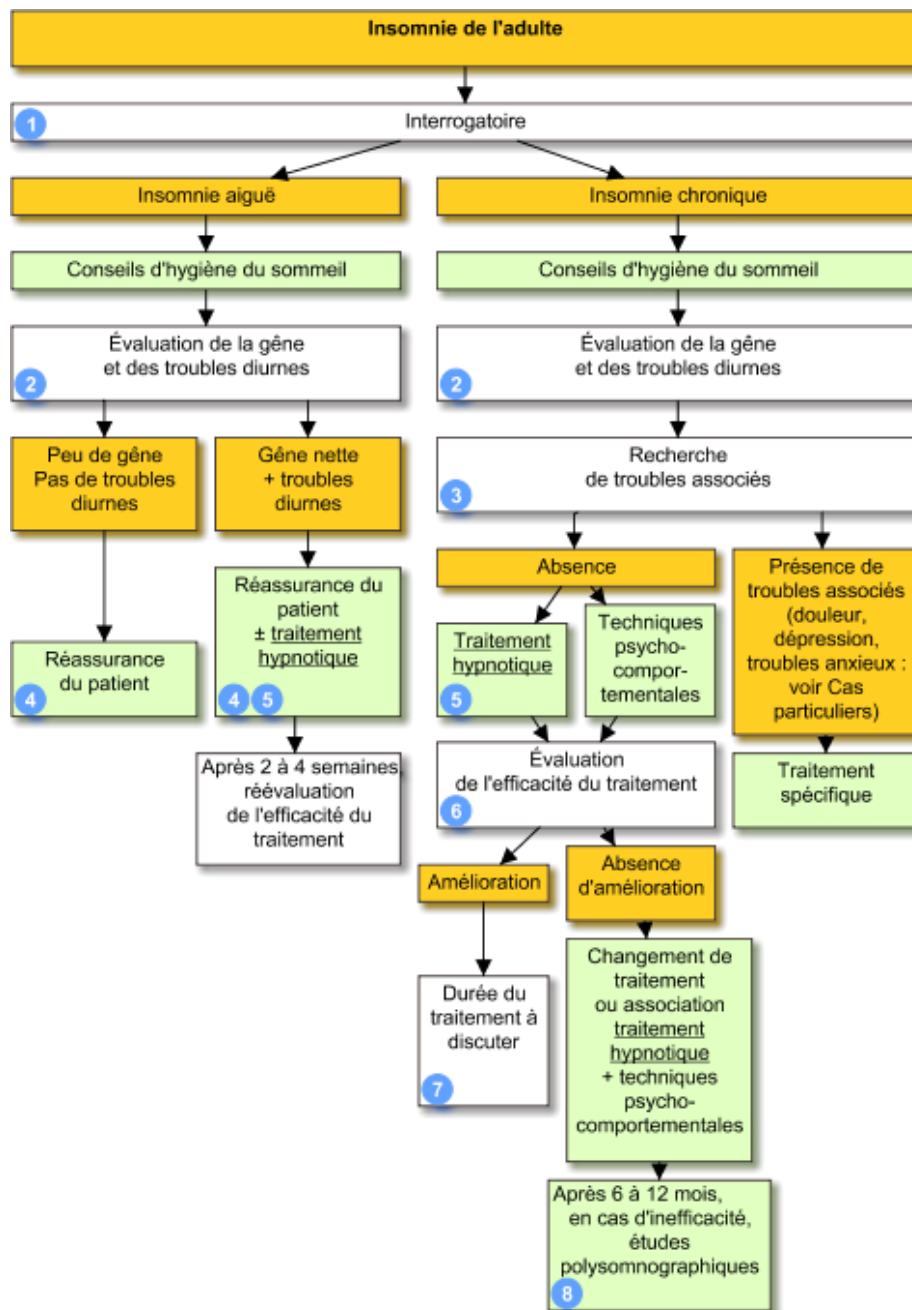 Insomnie de l'adulte
1
Interrogatoire
Insomnie aiguë
Conseils d'hygiène du sommeil
Évaluation de la gêne
et des troubles diurnes
2
Peu de gêne
Pas de troubles
diurnes
Réassurance
du patient
4
Gêne nette
+ troubles
diurnes
Réassurance du
patient
± traitement
hypnotique
4 5
Après 2 à 4 semaines,
réévaluation
de l'efficacité du
traitement
Insomnie chronique
Conseils d'hygiène du sommeil
Évaluation de la gêne
et des troubles diurnes
2
Recherche
de troubles associés
3
Absence
Traitement
hypnotique
5
Techniques
psycho-
compor-
tementales
Évaluation
de l'efficacité du traitement
6
Amélioration
Durée du
traitement à
discuter
7
Absence
d'amélioration
Changement de
traitement
ou association
traitement
hypnotique
+ techniques
psycho-
comportementales
Après 6 à 12 mois,
en cas d'inefficacité,
études
polysomnographiques
8
Présence de
troubles associés
(douleur,
dépression,
troubles anxieux :
voir Cas
particuliers)
Traitement
spécifique